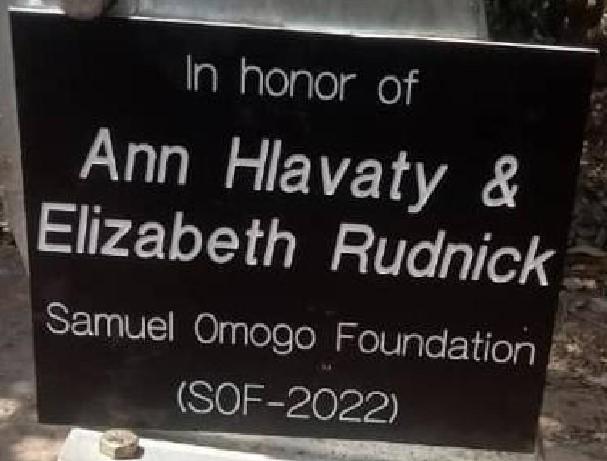 In honor of
Ann Hlavaty &
Elizabeth Rudnick
Samuel Omogo Foundation
(SOF-2022)